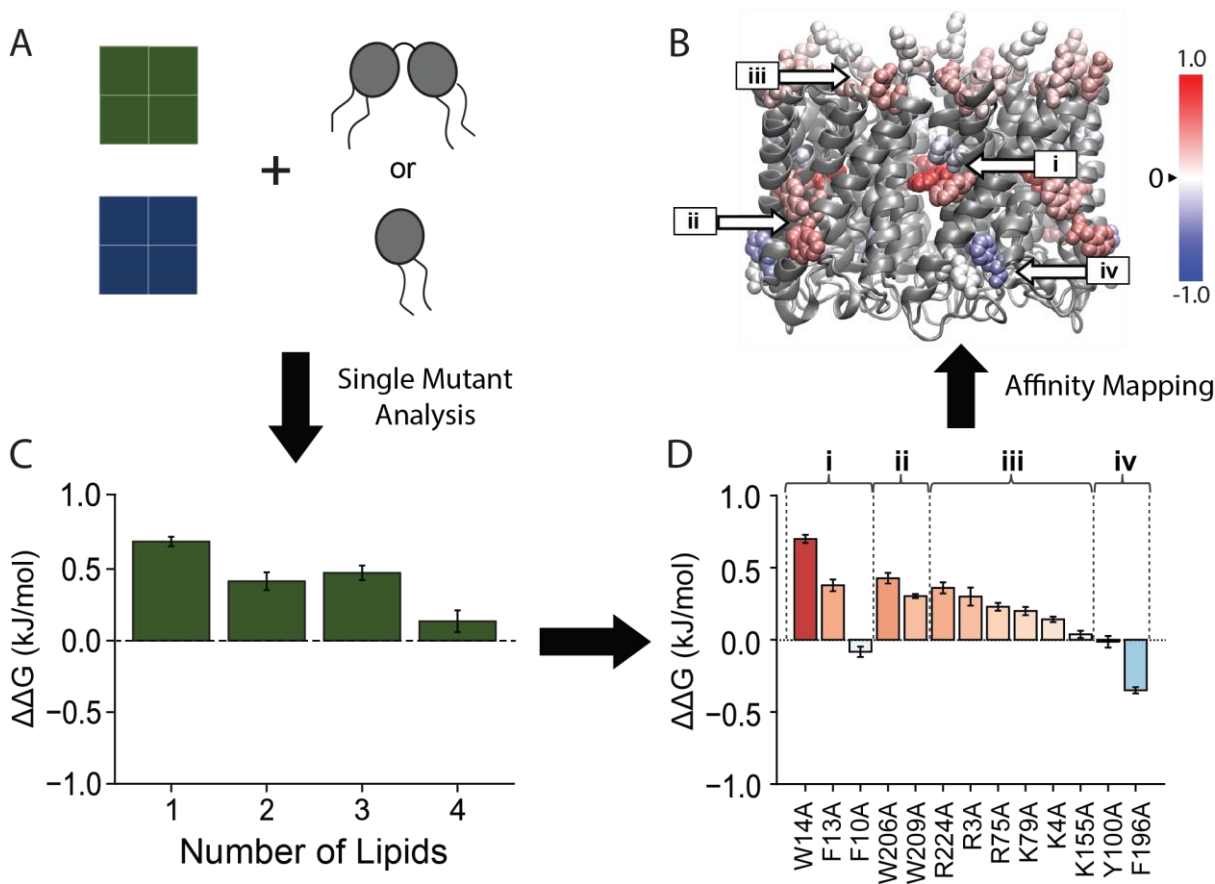 A
+
or
Single Mutant
Analysis
B
iii
i
ii
iv
1.0
0
-1.0
Affinity Mapping
C
ΔΔG (kJ/mol)
1.0
0.5
0.0
−0.5
−1.0
1
2
3
4
Number of Lipids
D
i
ii
iii
iv
ΔΔG (kJ/mol)
1.0
0.5
0.0
−0.5
−1.0
W14A
F13A
F10A
W206A
W209A
R224A
R3A
R75A
K79A
K4A
K155A
Y100A
F196A